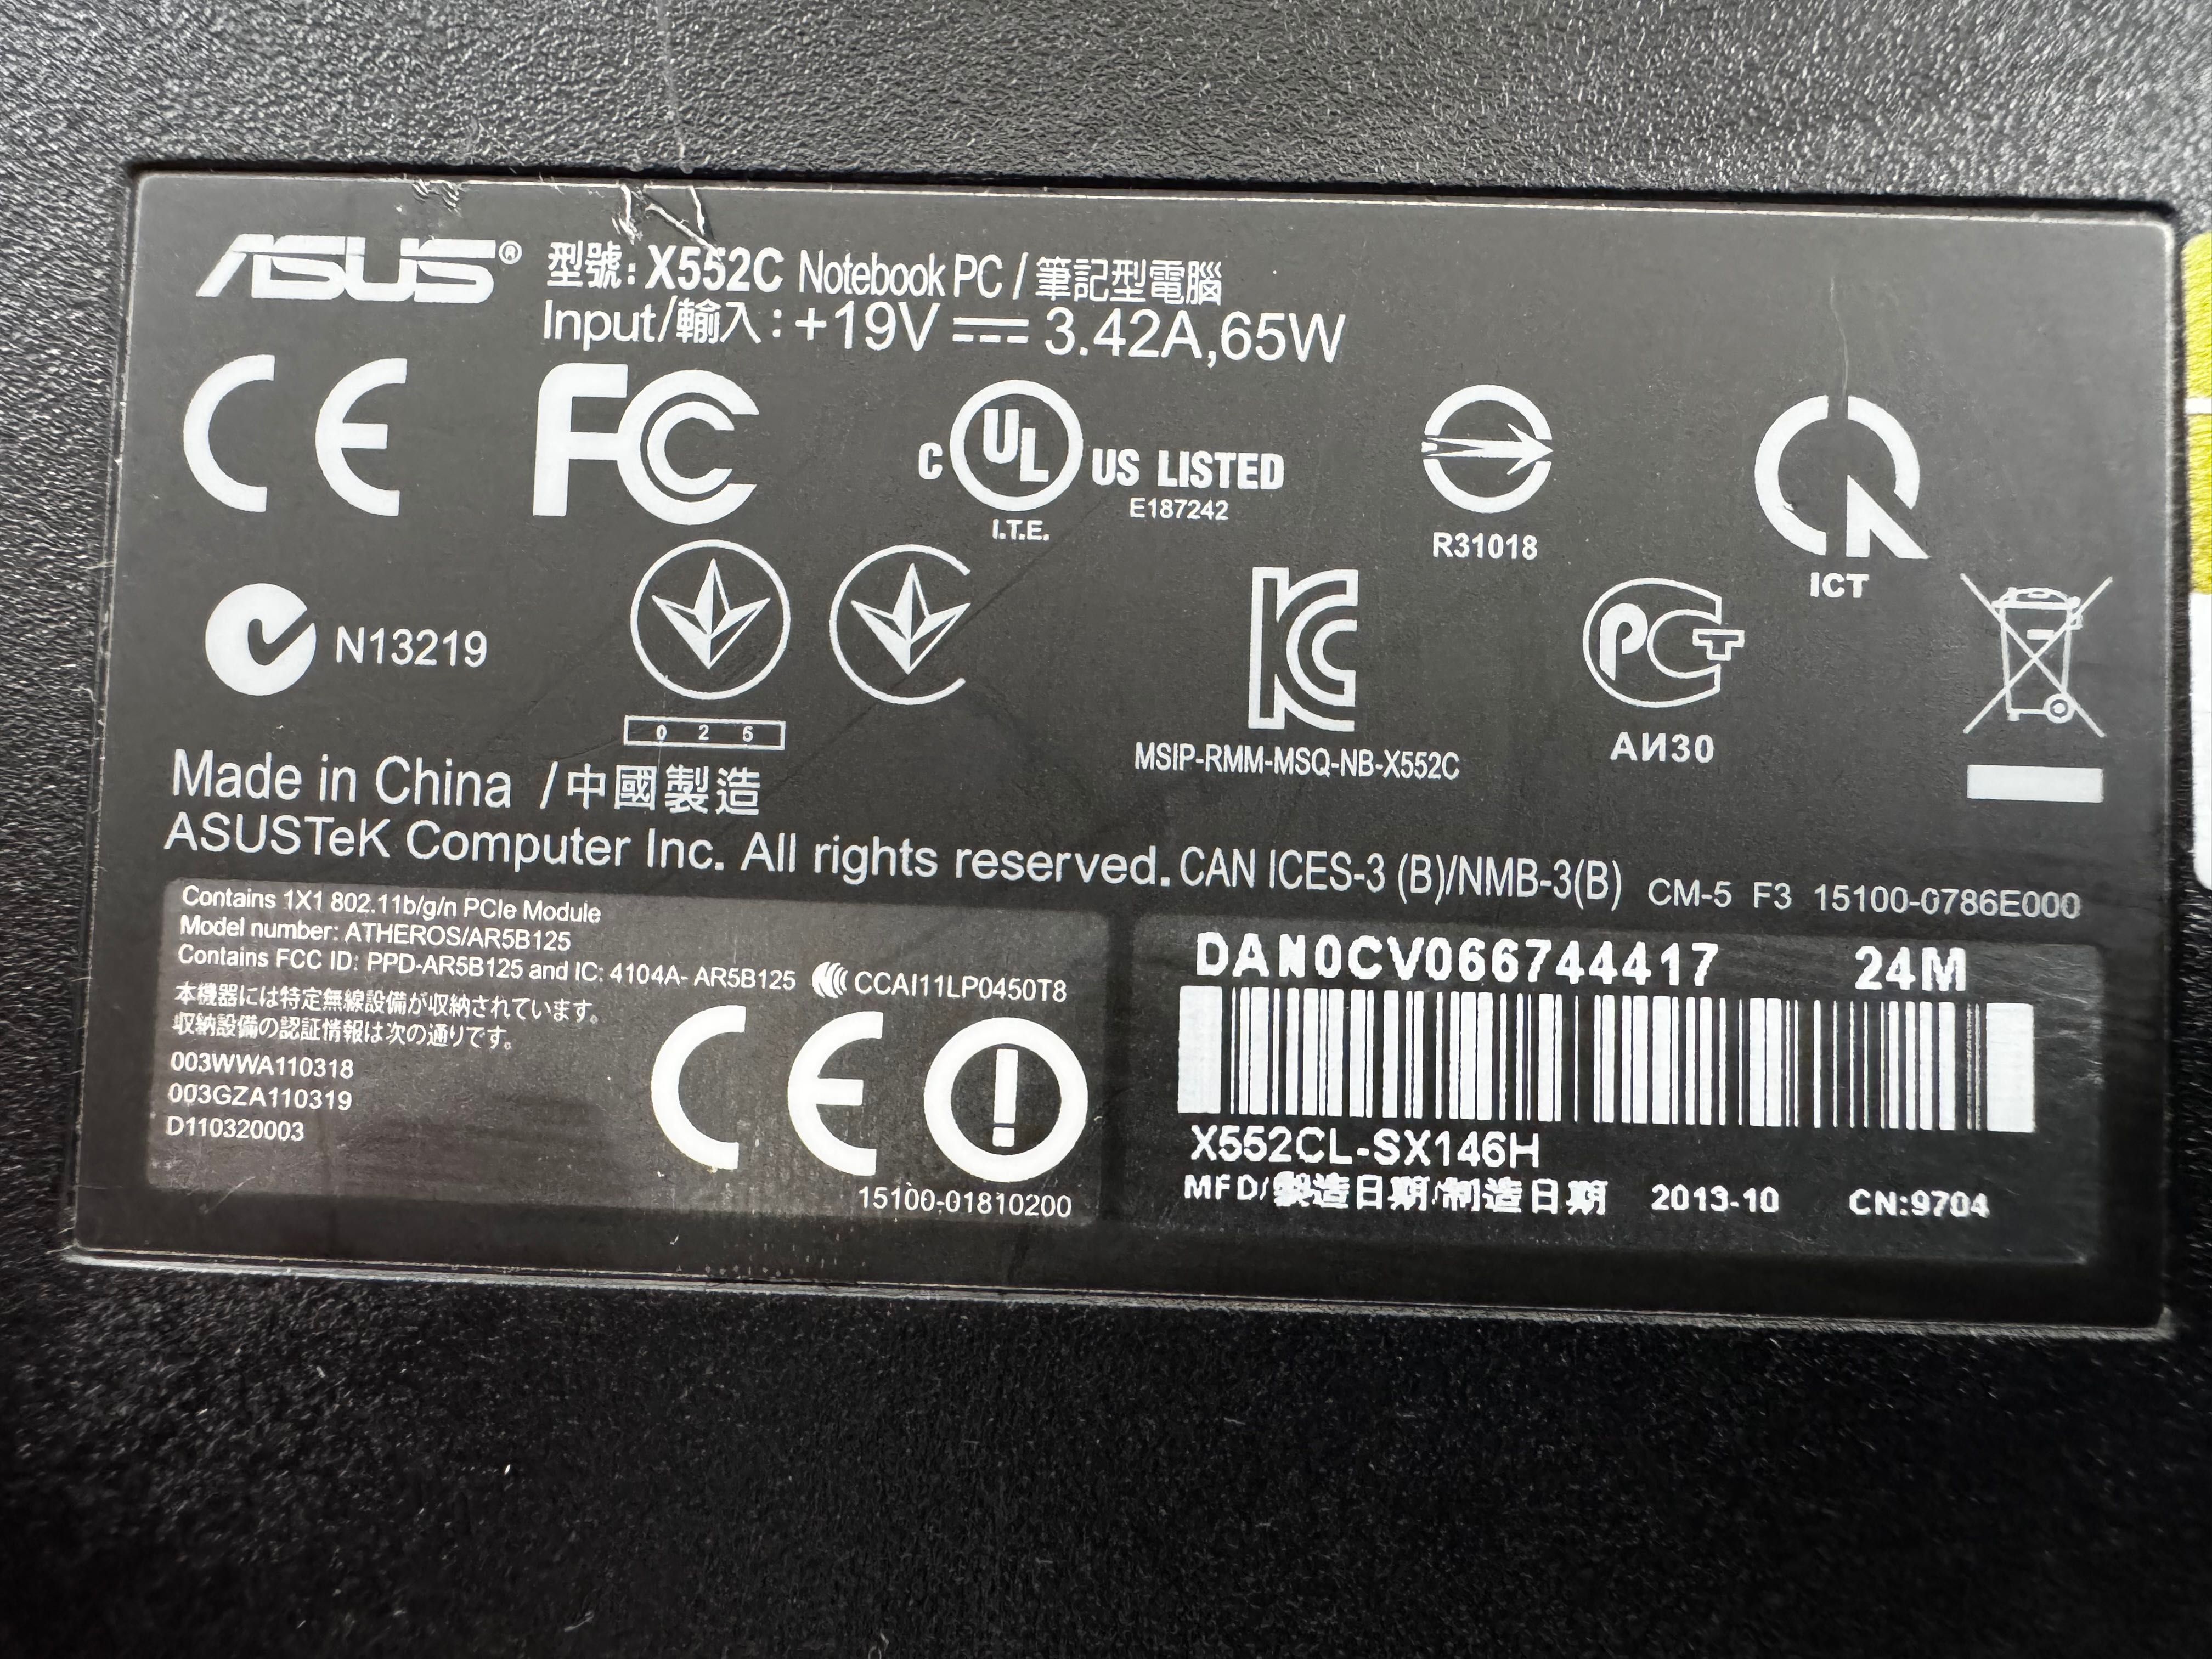 ASUS® 型號: X552C Notebook PC / 筆記型電腦
Input/輸入: +19V 3.42A,65W
CE FC C UL US LISTED
E187242
I.T.E.
R31018
ICT
N13219
0 2 5
MSIP-RMM-MSQ-NB-X552C
PCT
АИ30
Made in China /中國製造
ASUSTeK Computer Inc. All rights reserved. CAN ICES-3 (B)/NMB-3(B) CM-5 F3 15100-0786E000
Contains 1X1 802.11b/g/n PCIe Module
Model number: ATHEROS/AR5B125
Contains FCC ID: PPD-AR5B125 and IC: 4104A- AR5B125 CCAI11LP0450T8
本機器には特定無線設備が収納されています。
収納設備の認証情報は次の通りです。
003WWA110318
003GZA110319
D110320003
CE !
15100-01810200
DAN0CV066744417 24M
X552CL-SX146H
MFD/製造日期/制造日期 2013-10 CN:9704